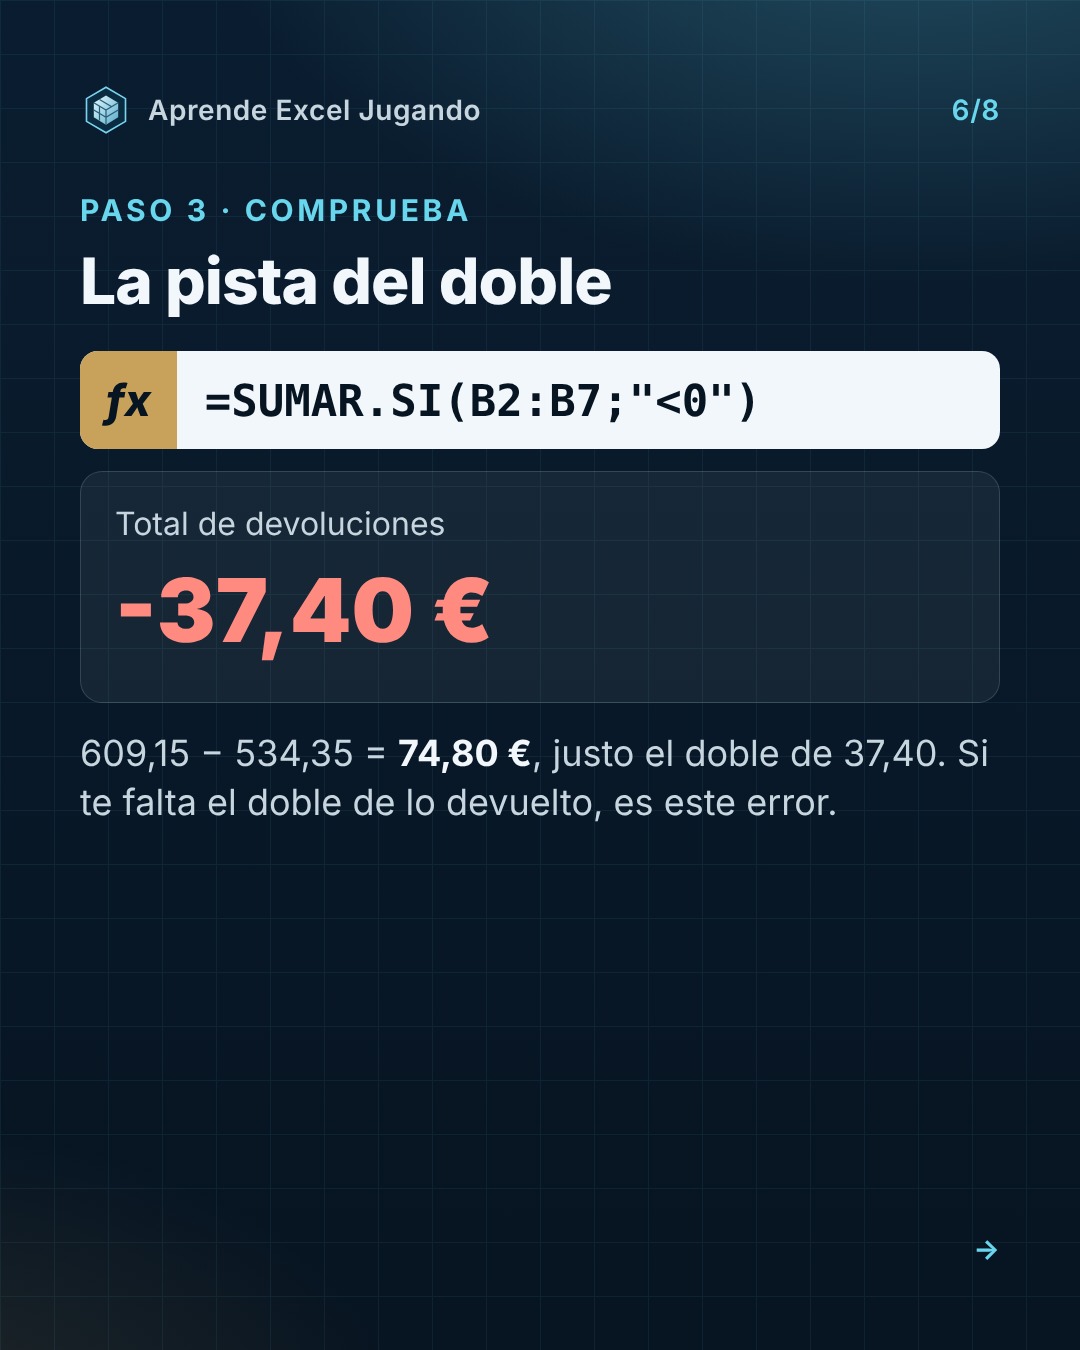 Aprende Excel Jugando
6/8
PASO 3 · COMPRUEBA
La pista del doble
fx =SUMAR.SI(B2:B7;"<0")
Total de devoluciones
-37,40 €
609,15 − 534,35 = 74,80 €, justo el doble de 37,40. Si
te falta el doble de lo devuelto, es este error.
→